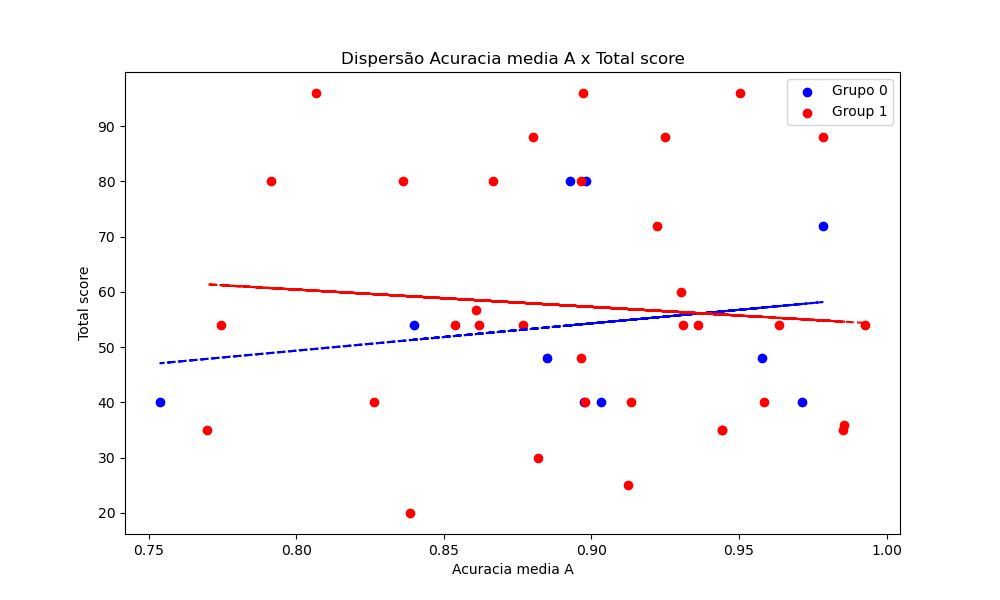 Dispersão Acuracia media A x Total score
Grupo 0
Group 1
Total score
90
80
70
60
50
40
30
20
0.75 0.80 0.85 0.90 0.95 1.00
Acuracia media A